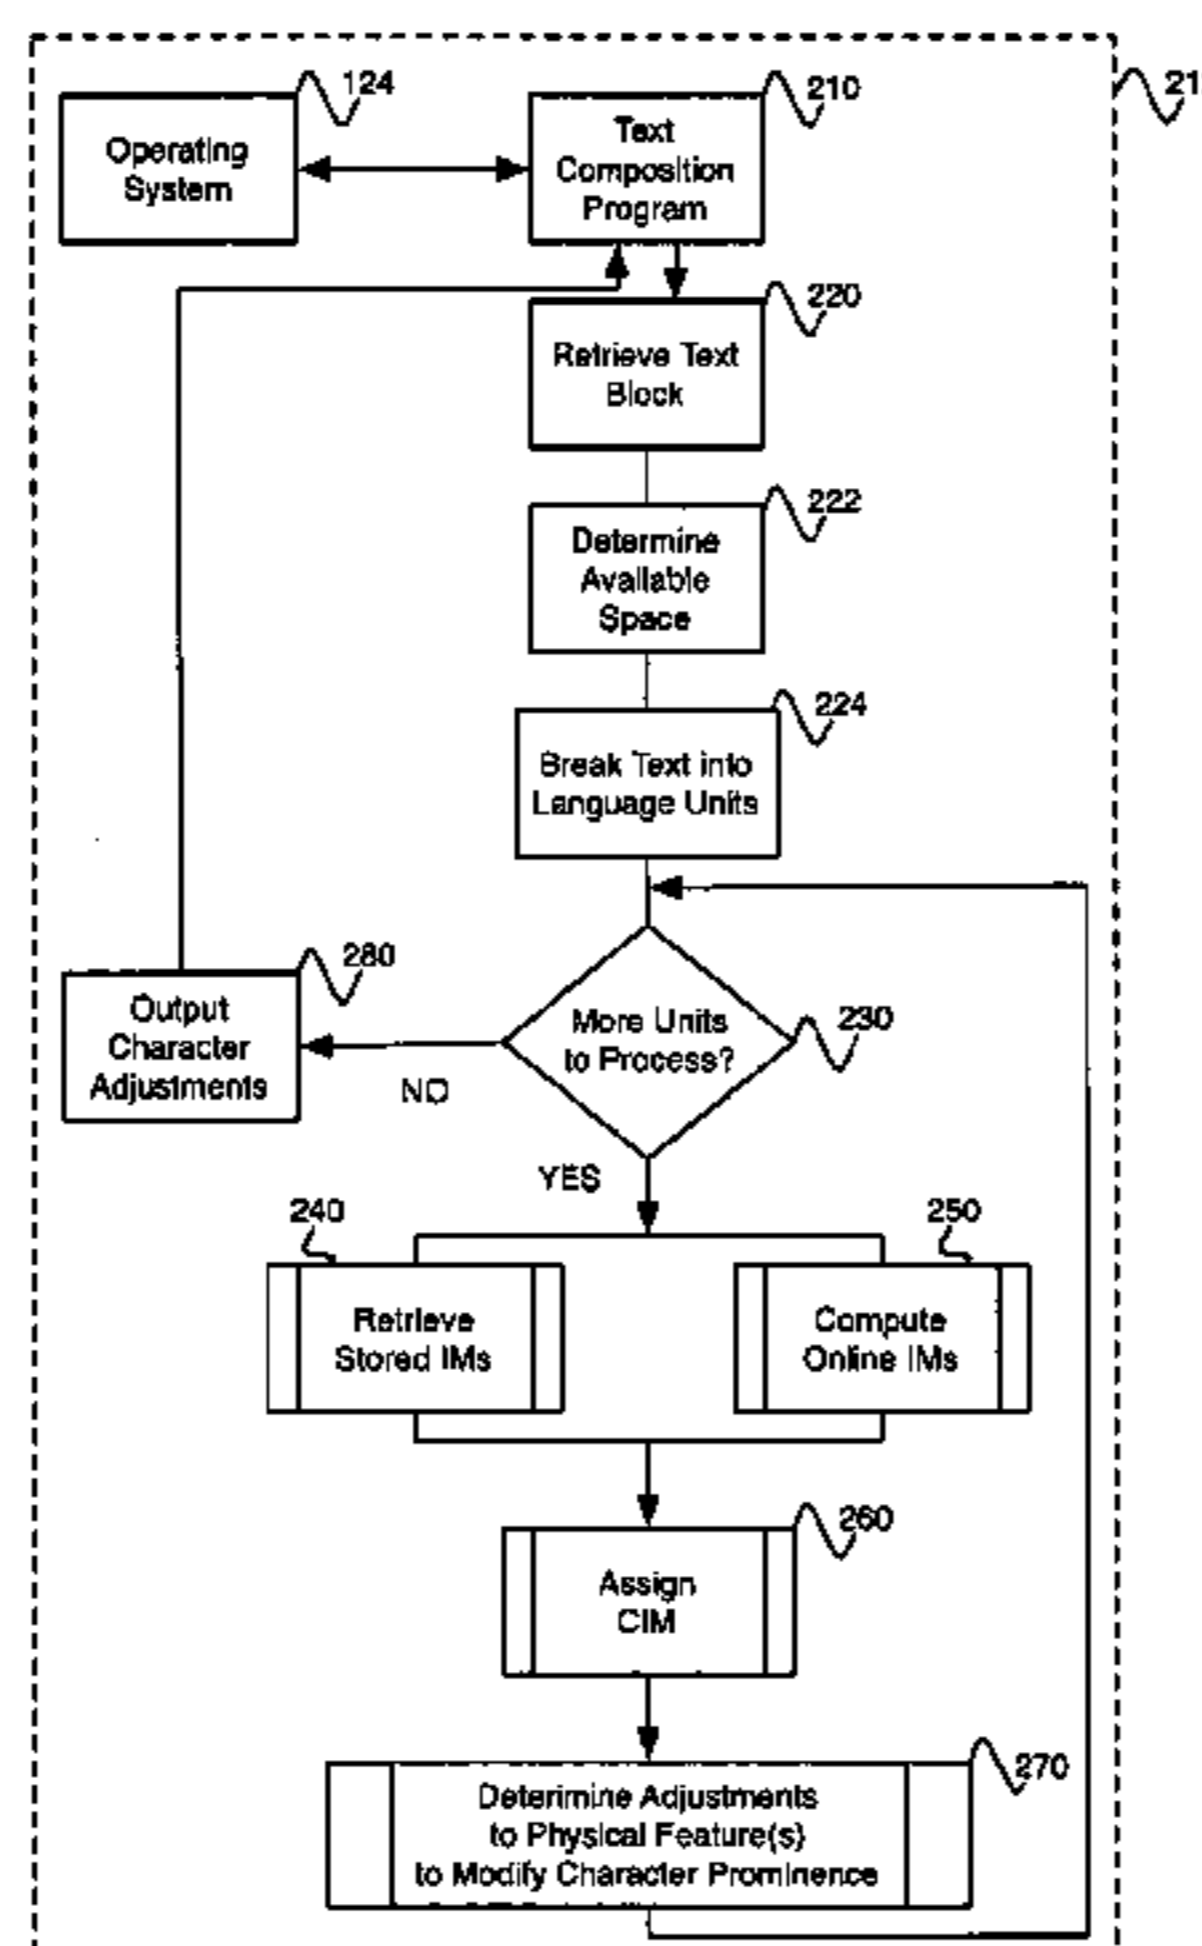 124
210
21
Operating
System
Text
Composition
Program
220
Retrieve Text
Block
222
Determine
Available
Space
224
Break Text into
Language Units
280
Output
Character
Adjustments
More Units
to Process?
230
NO
YES
240
250
Retrieve
Stored IMs
Compute
Online IMs
260
Assign
CIM
270
Deterimine Adjustments
to Physical Feature(s)
to Modify Character Prominence